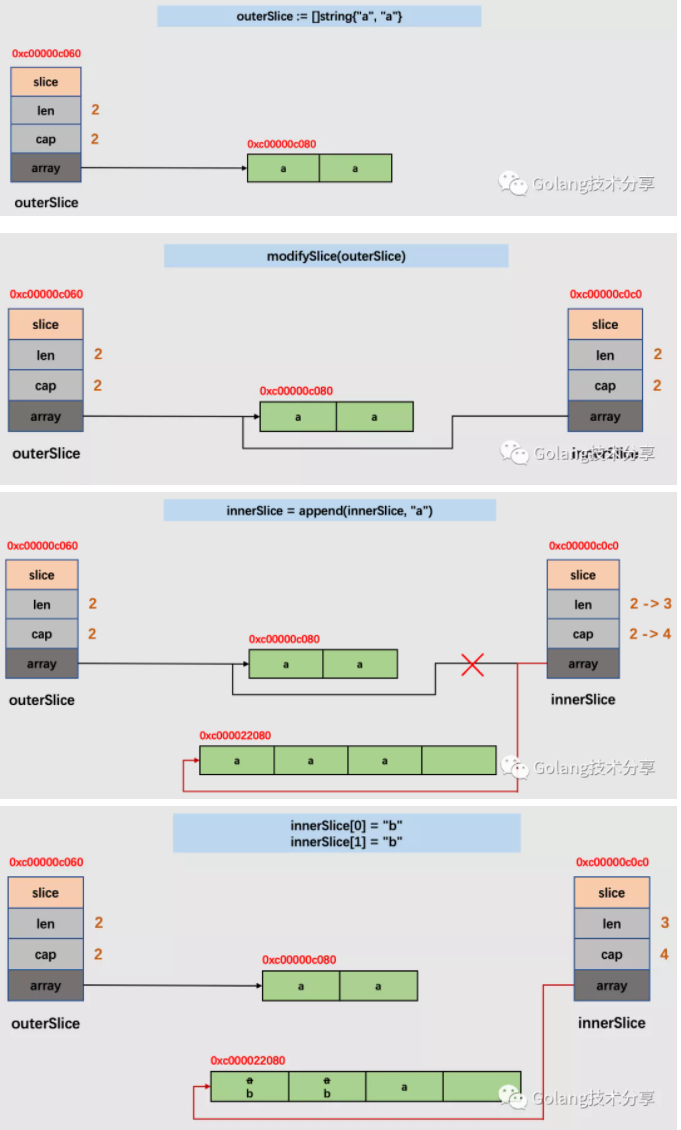 outerSlice := []string{"a", "a"}
0xc00000c060
slice
len 2
cap 2
array
outerSlice
0xc00000c080
a a
Golang技术分享
modifySlice(outerSlice)
0xc00000c060
slice
len 2
cap 2
array
outerSlice
0xc00000c080
a a
0xc00000c0c0
slice
len 2
cap 2
array
innerSlice
Golang技术分享
innerSlice = append(innerSlice, "a")
0xc00000c060
slice
len 2
cap 2
array
outerSlice
0xc00000c080
a a
0xc00000c0c0
slice
len 2 -> 3
cap 2 -> 4
array
innerSlice
0xc000022080
a a a
Golang技术分享
innerSlice[0] = "b"
innerSlice[1] = "b"
0xc00000c060
slice
len 2
cap 2
array
outerSlice
0xc00000c080
a a
0xc00000c0c0
slice
len 3
cap 4
array
innerSlice
0xc000022080
a a a
b b
Golang技术分享